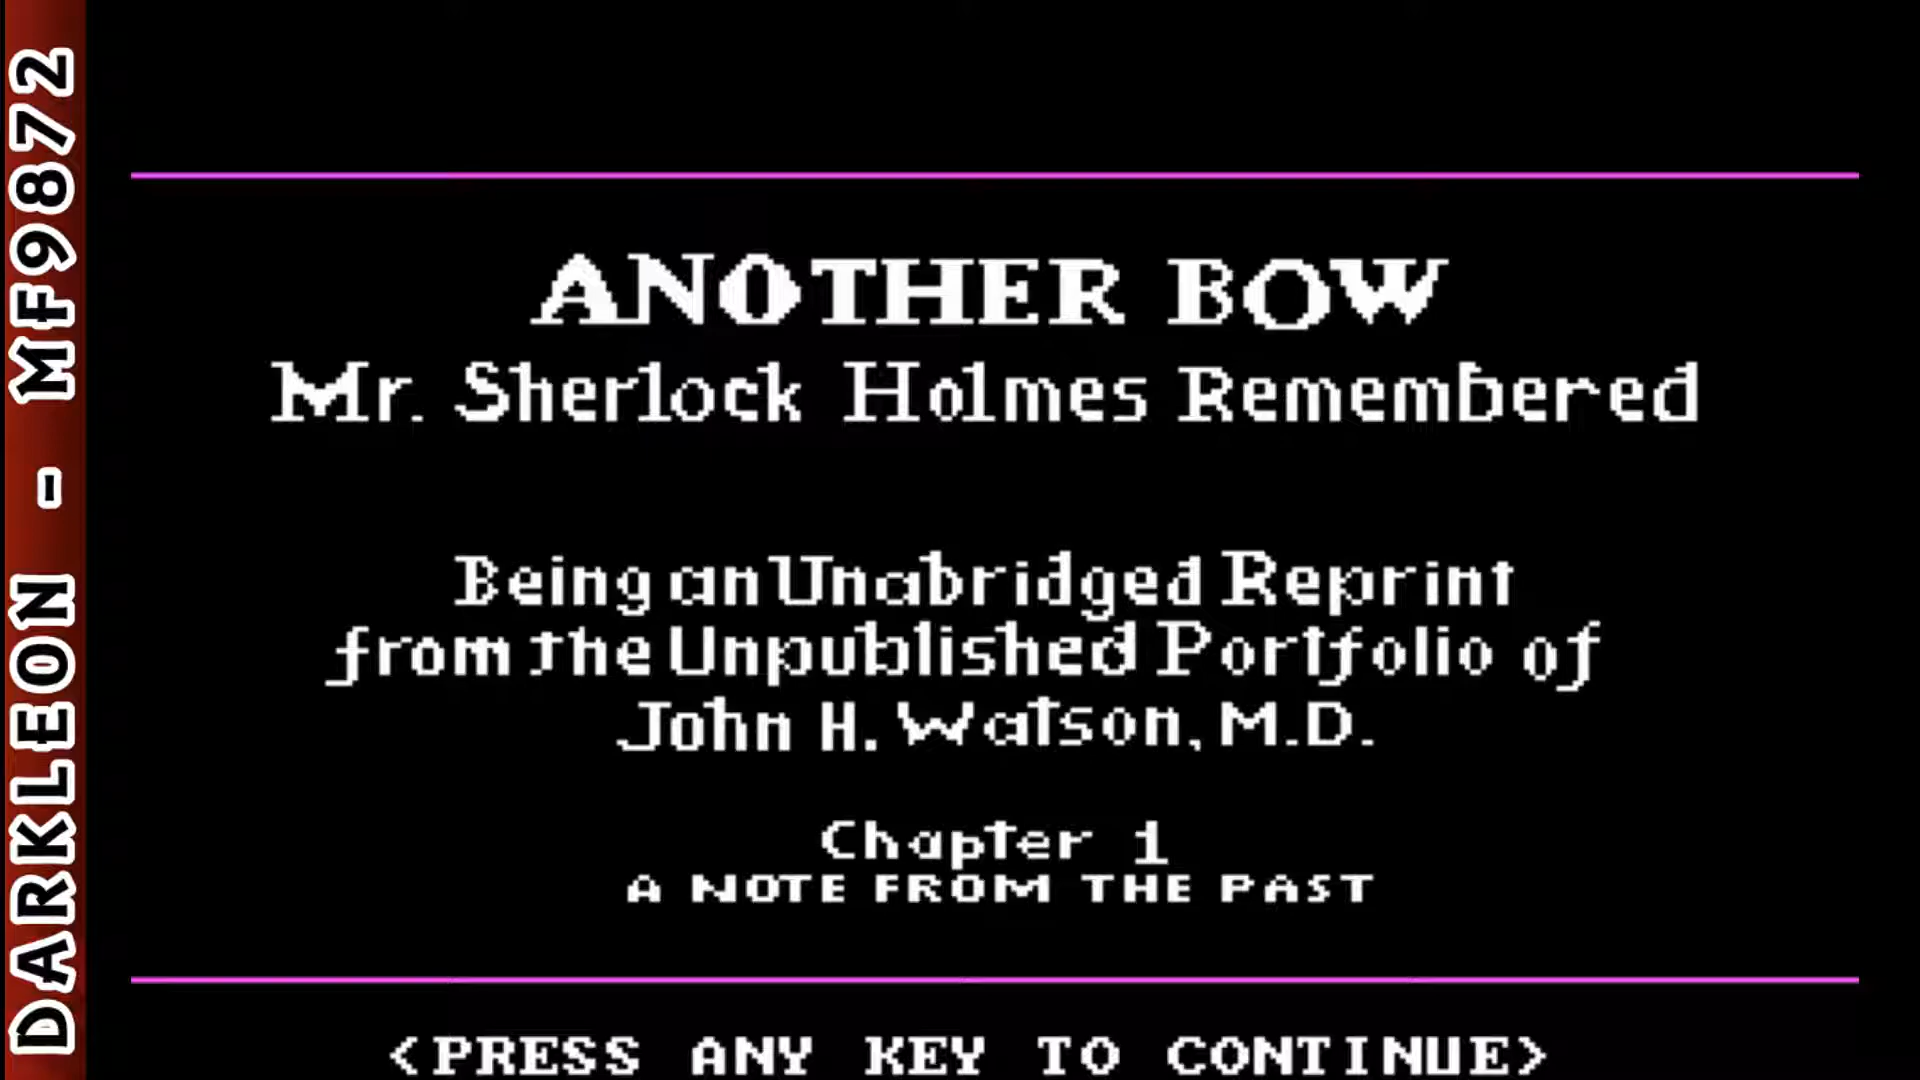 DARKLEON - MF9872
ANOTHER BOW
Mr. Sherlock Holmes Remembered
Being an Unabridged Reprint
from the Unpublished Portfolio of
John H. Watson, M.D.
Chapter 1
A NOTE FROM THE PAST
<PRESS ANY KEY TO CONTINUE>